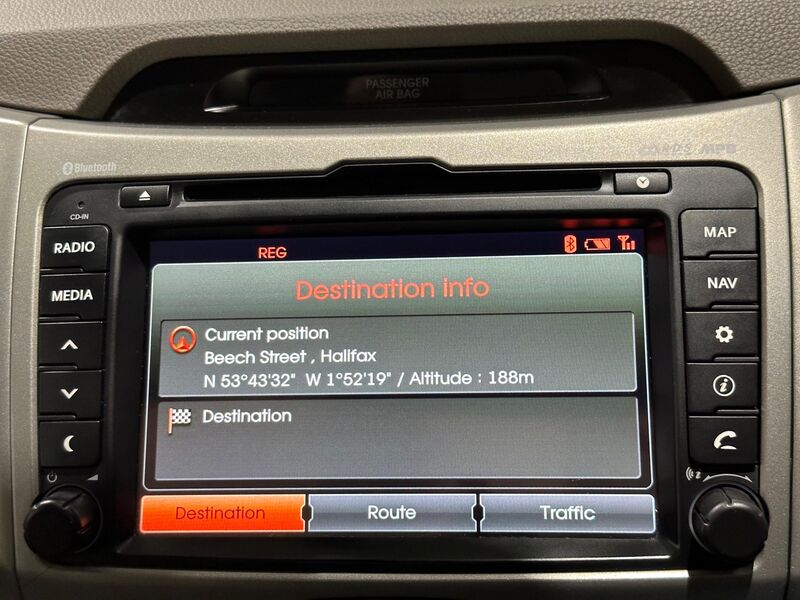 PASSENGER
AIR BAG
Bluetooth
CD-IN
RADIO
MEDIA
MAP
NAV
REG
Destination info
Current position
Beech Street , Halifax
N 53°43'32" W 1°52'19" / Altitude : 188m
Destination
Destination
Route
Traffic